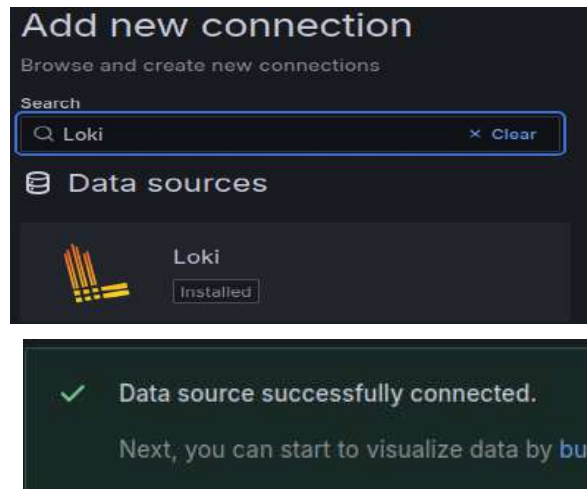 Add new connection
Browse and create new connections
Search
Loki × Clear
Data sources
Loki
Installed
Data source successfully connected.
Next, you can start to visualize data by